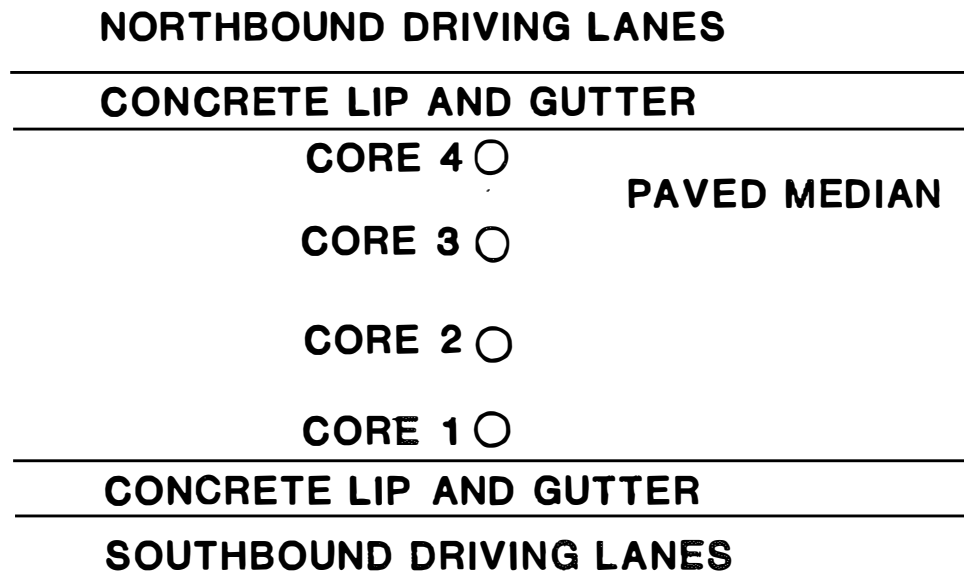 NORTHBOUND DRIVING LANES
CONCRETE LIP AND GUTTER
CORE 4
PAVED MEDIAN
CORE 3
CORE 2
CORE 1
CONCRETE LIP AND GUTTER
SOUTHBOUND DRIVING LANES